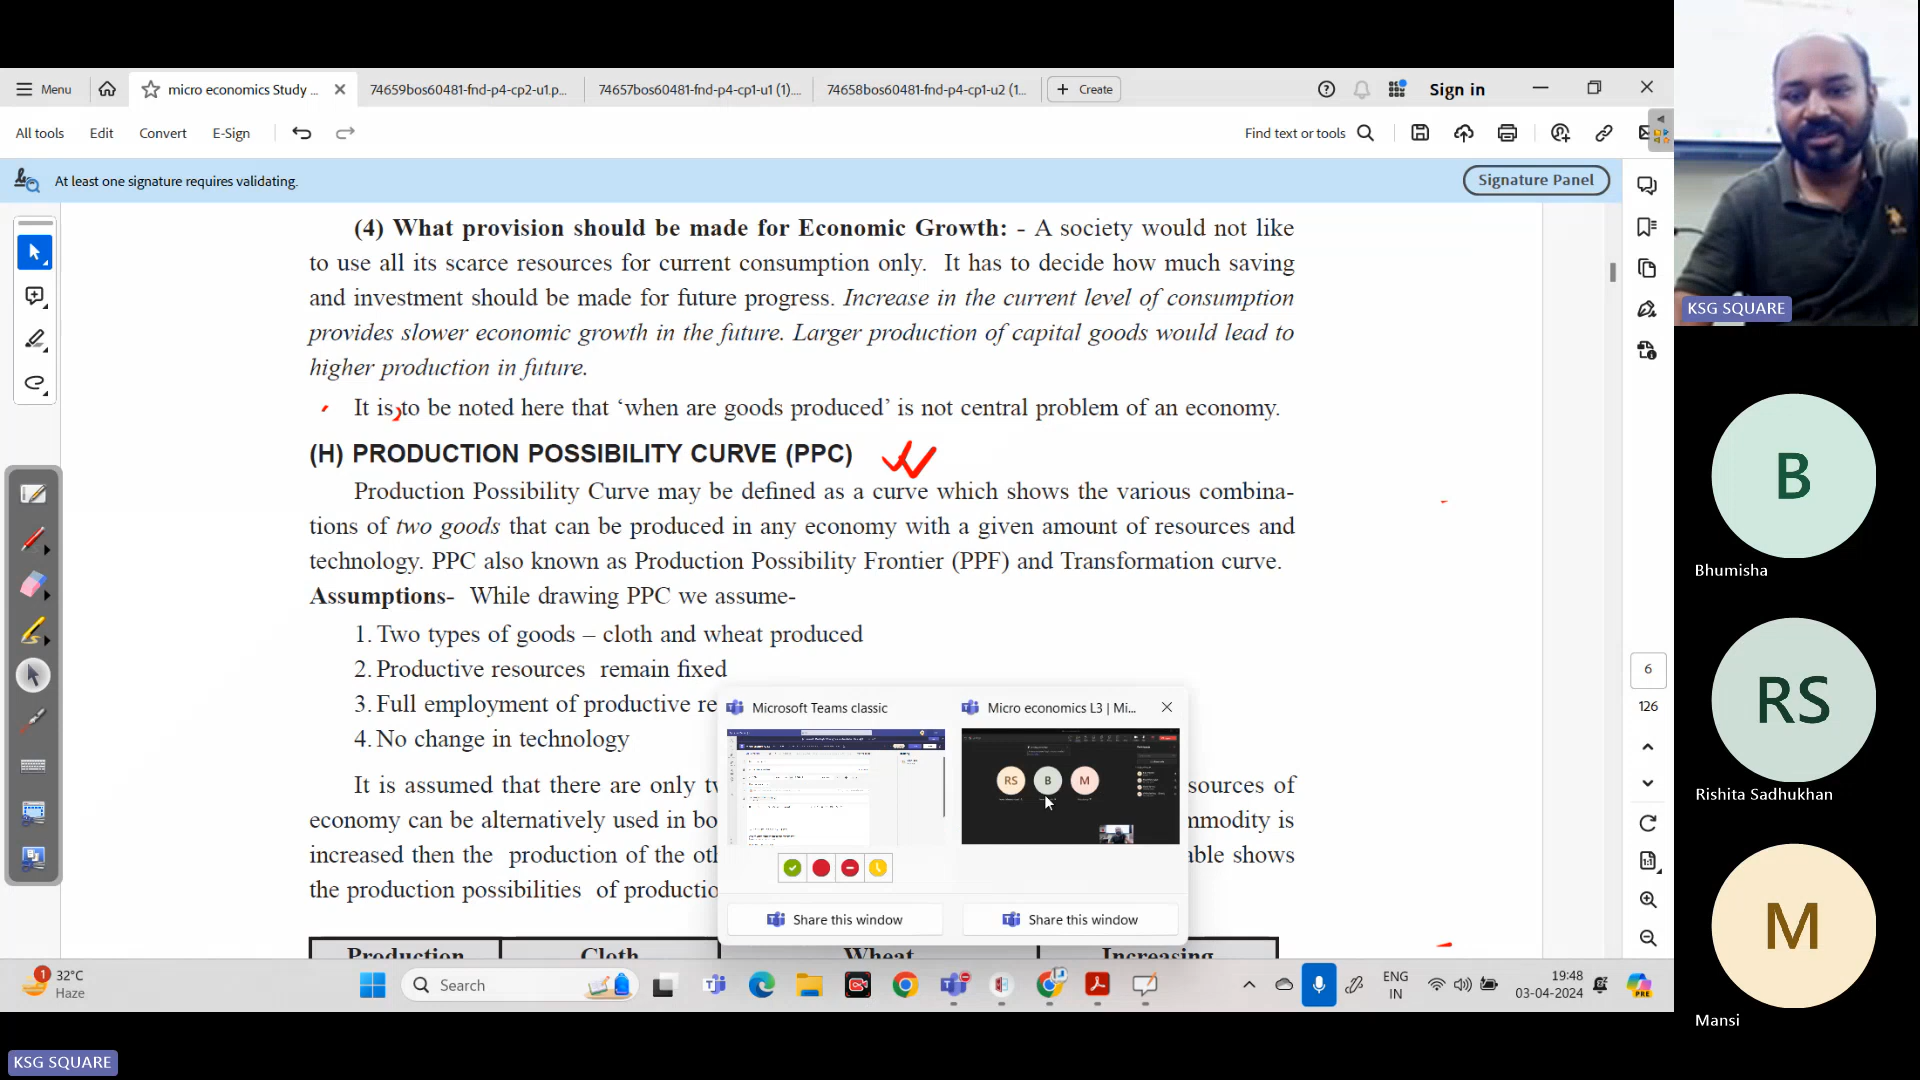 Menu
micro economics Study ...
74659bos60481-fnd-p4-cp2-u1.p...
74657bos60481-fnd-p4-cp1-u1 (1)....
74658bos60481-fnd-p4-cp1-u2 (1...
Create
Sign in
All tools
Edit
Convert
E-Sign
Find text or tools
At least one signature requires validating.
Signature Panel
(4) What provision should be made for Economic Growth: - A society would not like
to use all its scarce resources for current consumption only. It has to decide how much saving
and investment should be made for future progress. Increase in the current level of consumption
provides slower economic growth in the future. Larger production of capital goods would lead to
higher production in future.
It is to be noted here that ‘when are goods produced’ is not central problem of an economy.
(H) PRODUCTION POSSIBILITY CURVE (PPC)
Production Possibility Curve may be defined as a curve which shows the various combina-
tions of two goods that can be produced in any economy with a given amount of resources and
technology. PPC also known as Production Possibility Frontier (PPF) and Transformation curve.
Assumptions- While drawing PPC we assume-
1. Two types of goods – cloth and wheat produced
2. Productive resources remain fixed
3. Full employment of productive re
4. No change in technology
It is assumed that there are only tw
sources of
economy can be alternatively used in bo
mmodity is
increased then the production of the oth
able shows
the production possibilities of productio
Production
Cloth
Wheat
Increasing
Microsoft Teams classic
Micro economics L3 | Mi...
RS
B
M
Share this window
Share this window
6
126
1:1
1
32°C
Haze
Search
ENG
IN
19:48
03-04-2024
PRE
KSG SQUARE
B
Bhumisha
RS
Rishita Sadhukhan
M
Mansi
KSG SQUARE